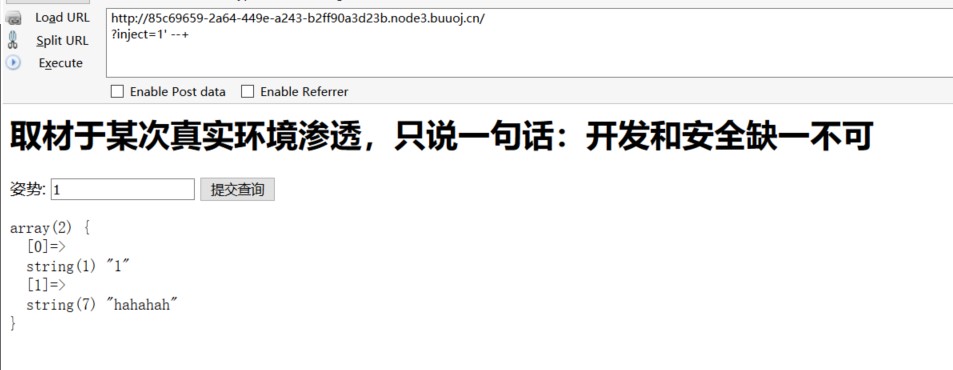 Load URL
http://85c69659-2a64-449e-a243-b2ff90a3d23b.node3.buuoj.cn/
Split URL
?inject=1' --+
Execute
Enable Post data Enable Referrer
取材于某次真实环境渗透，只说一句话：开发和安全缺一不可
姿势: 1 提交查询
array(2) {
[0]=>
string(1) "1"
[1]=>
string(7) "hahahah"
}